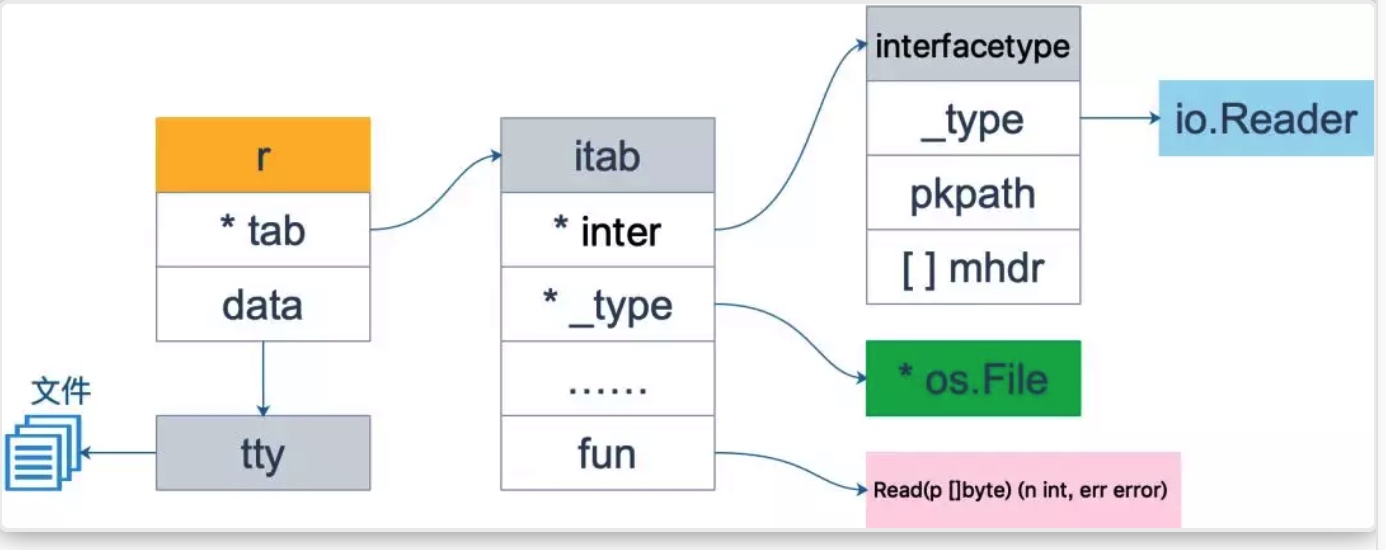 r
* tab
data
文件
tty
itab
* inter
* _type
......
fun
interfacetype
_type
pkpath
[ ] mhdr
io.Reader
* os.File
Read(p []byte) (n int, err error)